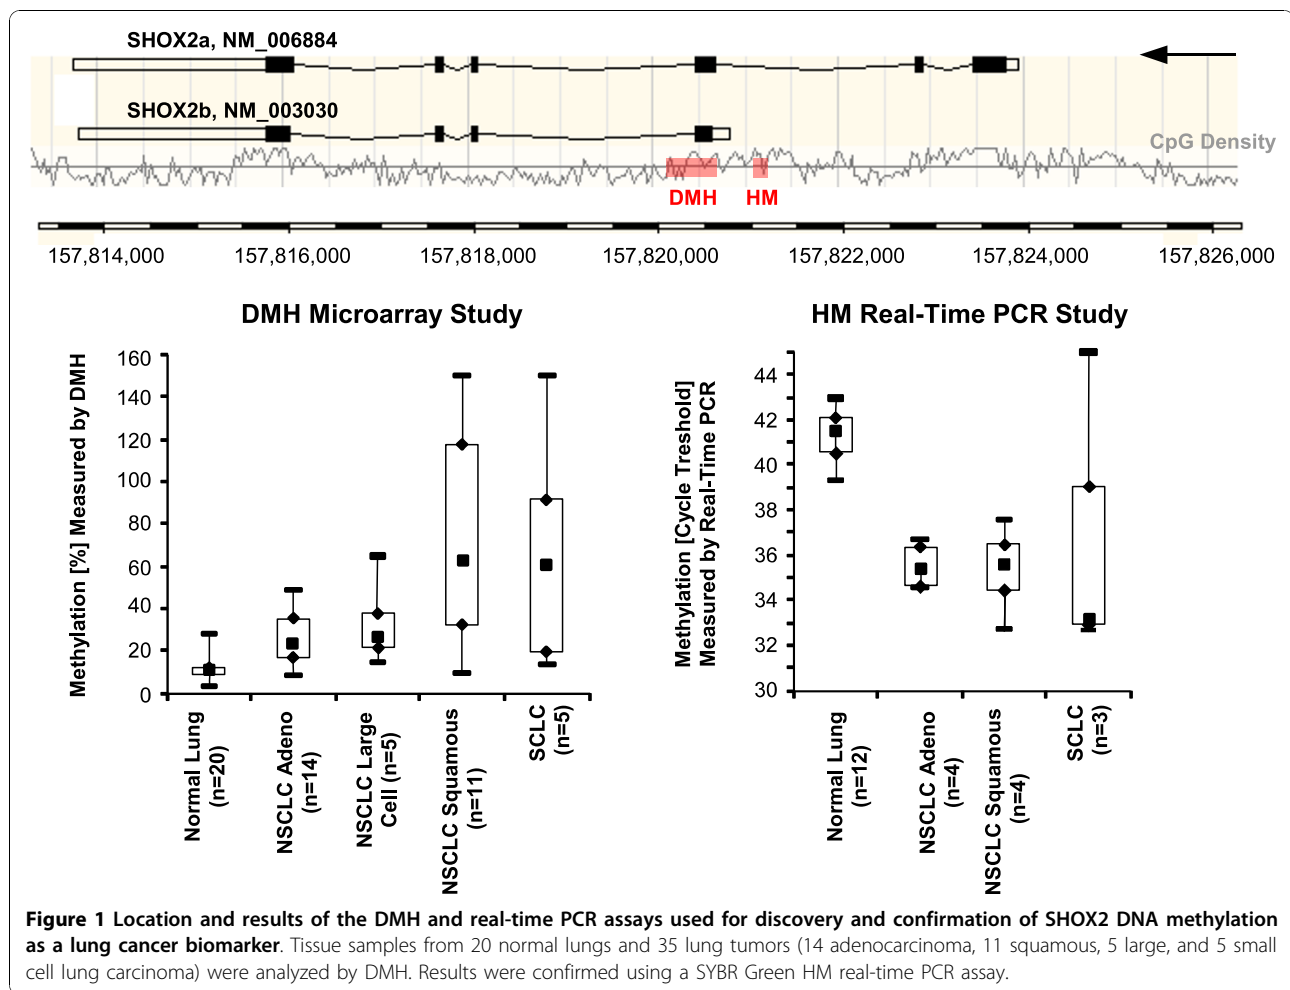 SHOX2a, NM_006884
SHOX2b, NM_003030
CpG Density
DMH HM
157,814,000 157,816,000 157,818,000 157,820,000 157,822,000 157,824,000 157,826,000
DMH Microarray Study
Methylation [%] Measured by DMH
160
140
120
100
80
60
40
20
0
Normal Lung
(n=20)
NSCLC Adeno
(n=14)
NSCLC Large
Cell (n=5)
NSCLC Squamous
(n=11)
SCLC
(n=5)
HM Real-Time PCR Study
Methylation [Cycle Treshold]
Measured by Real-Time PCR
44
42
40
38
36
34
32
30
Normal Lung
(n=12)
NSCLC Adeno
(n=4)
NSCLC Squamous
(n=4)
SCLC
(n=3)
Figure 1 Location and results of the DMH and real-time PCR assays used for discovery and confirmation of SHOX2 DNA methylation
as a lung cancer biomarker. Tissue samples from 20 normal lungs and 35 lung tumors (14 adenocarcinoma, 11 squamous, 5 large, and 5 small
cell lung carcinoma) were analyzed by DMH. Results were confirmed using a SYBR Green HM real-time PCR assay.